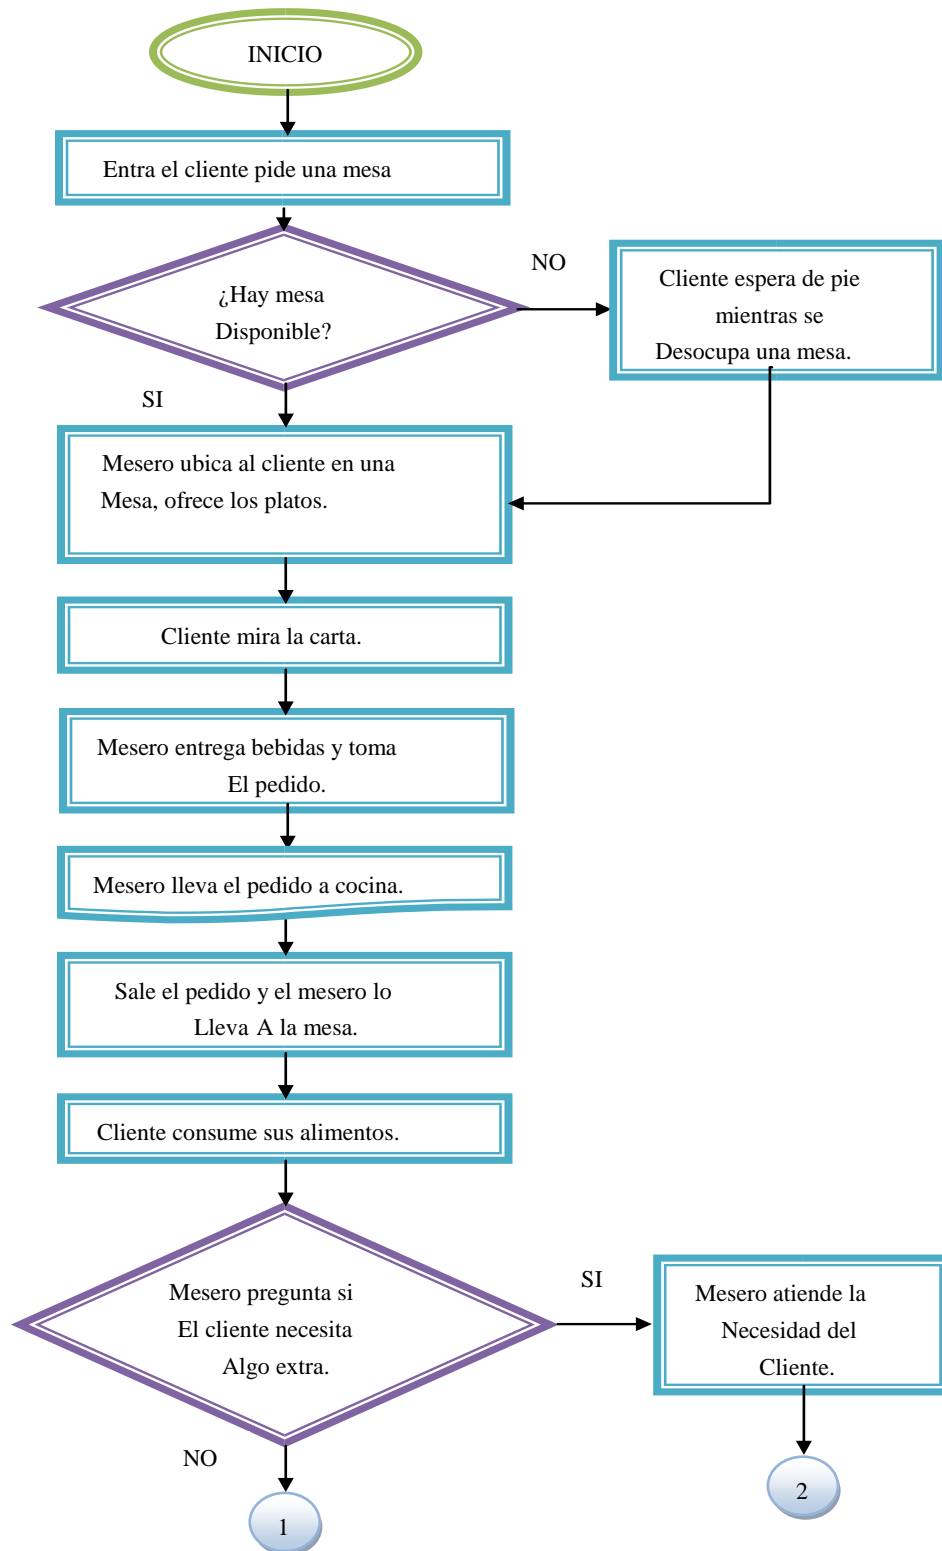 INICIO
Entra el cliente pide una mesa
¿Hay mesa
Disponible?
NO
Cliente espera de pie
mientras se
Desocupa una mesa.
SI
Mesero ubica al cliente en una
Mesa, ofrece los platos.
Cliente mira la carta.
Mesero entrega bebidas y toma
El pedido.
Mesero lleva el pedido a cocina.
Sale el pedido y el mesero lo
Lleva A la mesa.
Cliente consume sus alimentos.
Mesero pregunta si
El cliente necesita
Algo extra.
SI
Mesero atiende la
Necesidad del
Cliente.
NO
2
1